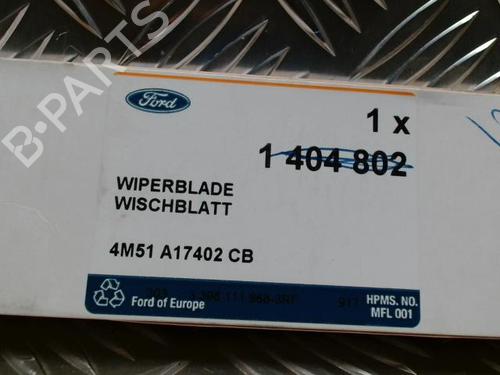 B-PARTS
Ford
1 x
1 404 802
WIPERBLADE
WISCHBLATT
4M51 A17402 CB
Ford of Europe
HPMS. NO.
MFL 001